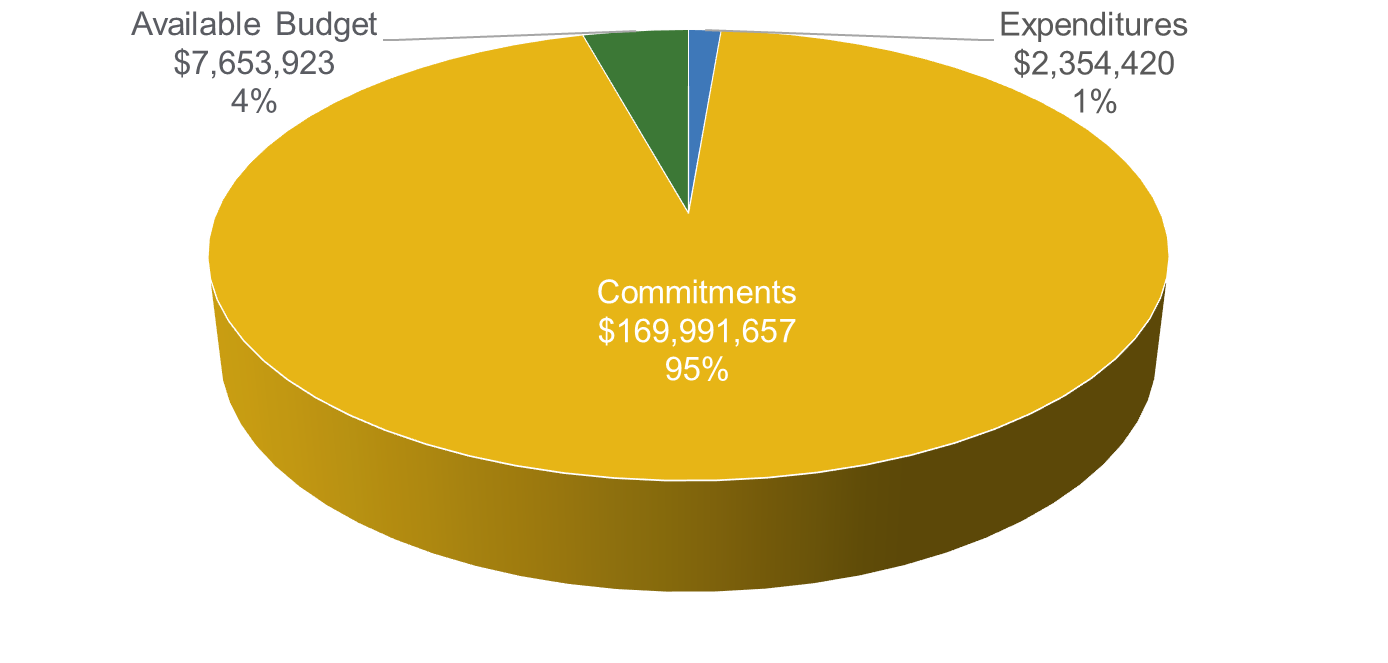 Available Budget
$7,653,923
4%
Expenditures
$2,354,420
1%
Commitments
$169,991,657
95%